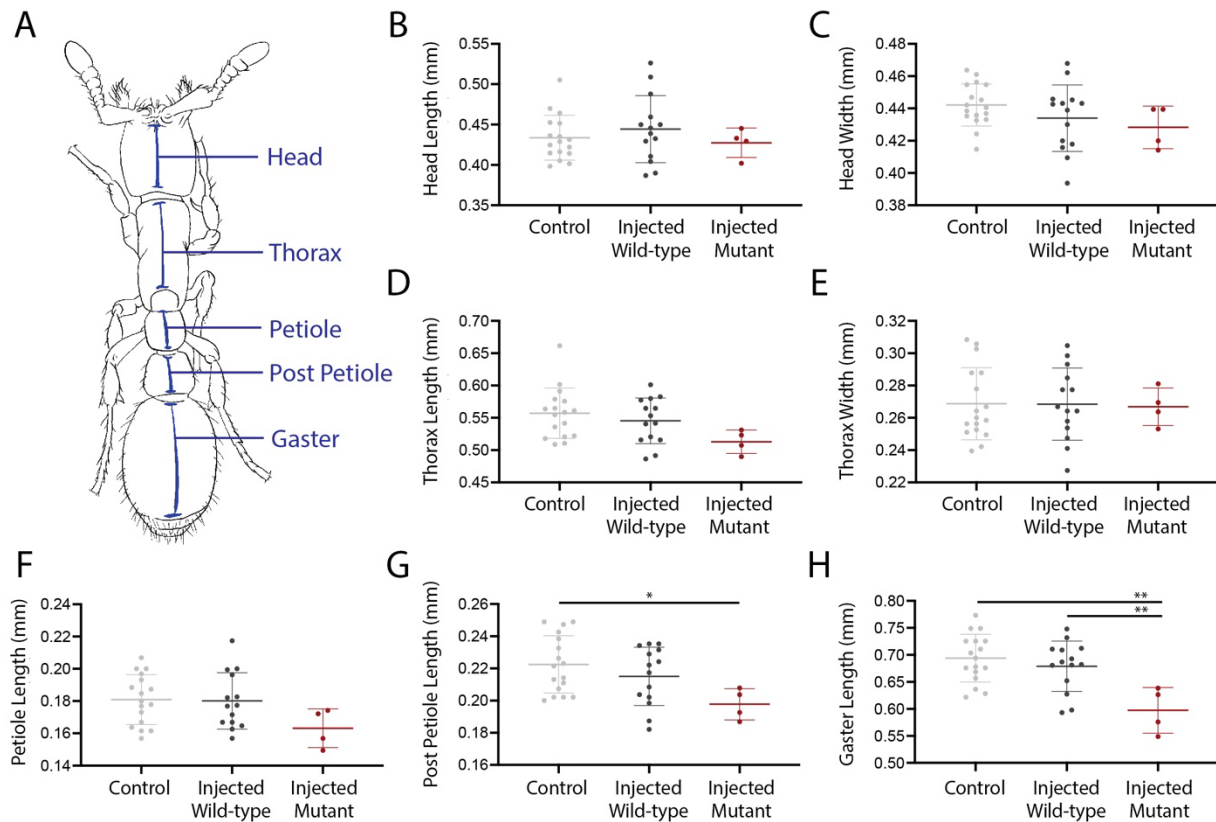 A
Head
Thorax
Petiole
Post Petiole
Gaster
B
Head Length (mm)
0.55
0.50
0.45
0.40
0.35
Control
Injected
Wild-type
Injected
Mutant
C
Head Width (mm)
0.48
0.46
0.44
0.42
0.40
0.38
Control
Injected
Wild-type
Injected
Mutant
D
Thorax Length (mm)
0.70
0.65
0.60
0.55
0.50
0.45
Control
Injected
Wild-type
Injected
Mutant
E
Thorax Width (mm)
0.32
0.30
0.28
0.26
0.24
0.22
Control
Injected
Wild-type
Injected
Mutant
F
Petiole Length (mm)
0.24
0.22
0.20
0.18
0.16
0.14
Control
Injected
Wild-type
Injected
Mutant
G
Post Petiole Length (mm)
0.26
0.24
0.22
0.20
0.18
0.16
*
Control
Injected
Wild-type
Injected
Mutant
H
Gaster Length (mm)
0.80
0.75
0.70
0.65
0.60
0.55
0.50
**
**
Control
Injected
Wild-type
Injected
Mutant